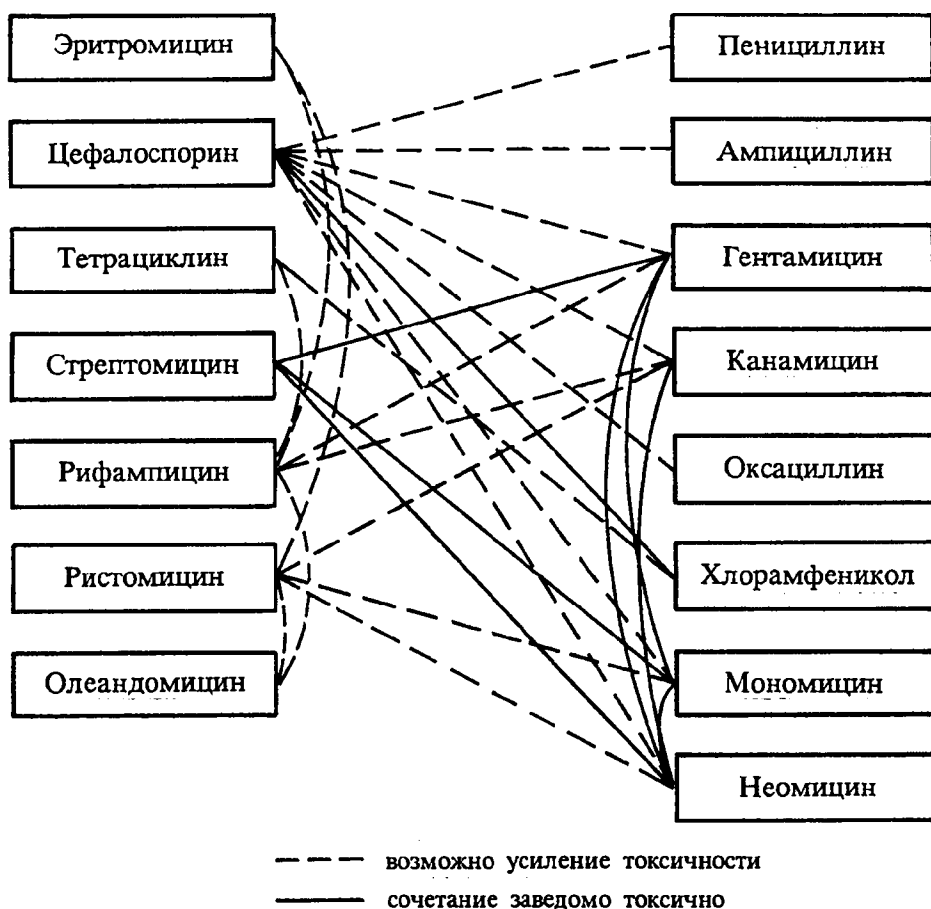 Эритромицин
Цефалоспорин
Тетрациклин
Стрептомицин
Рифампицин
Ристомицин
Олеандомицин
Пенициллин
Ампициллин
Гентамицин
Канамицин
Оксациллин
Хлорамфеникол
Мономицин
Неомицин
возможно усиление токсичности
сочетание заведомо токсично